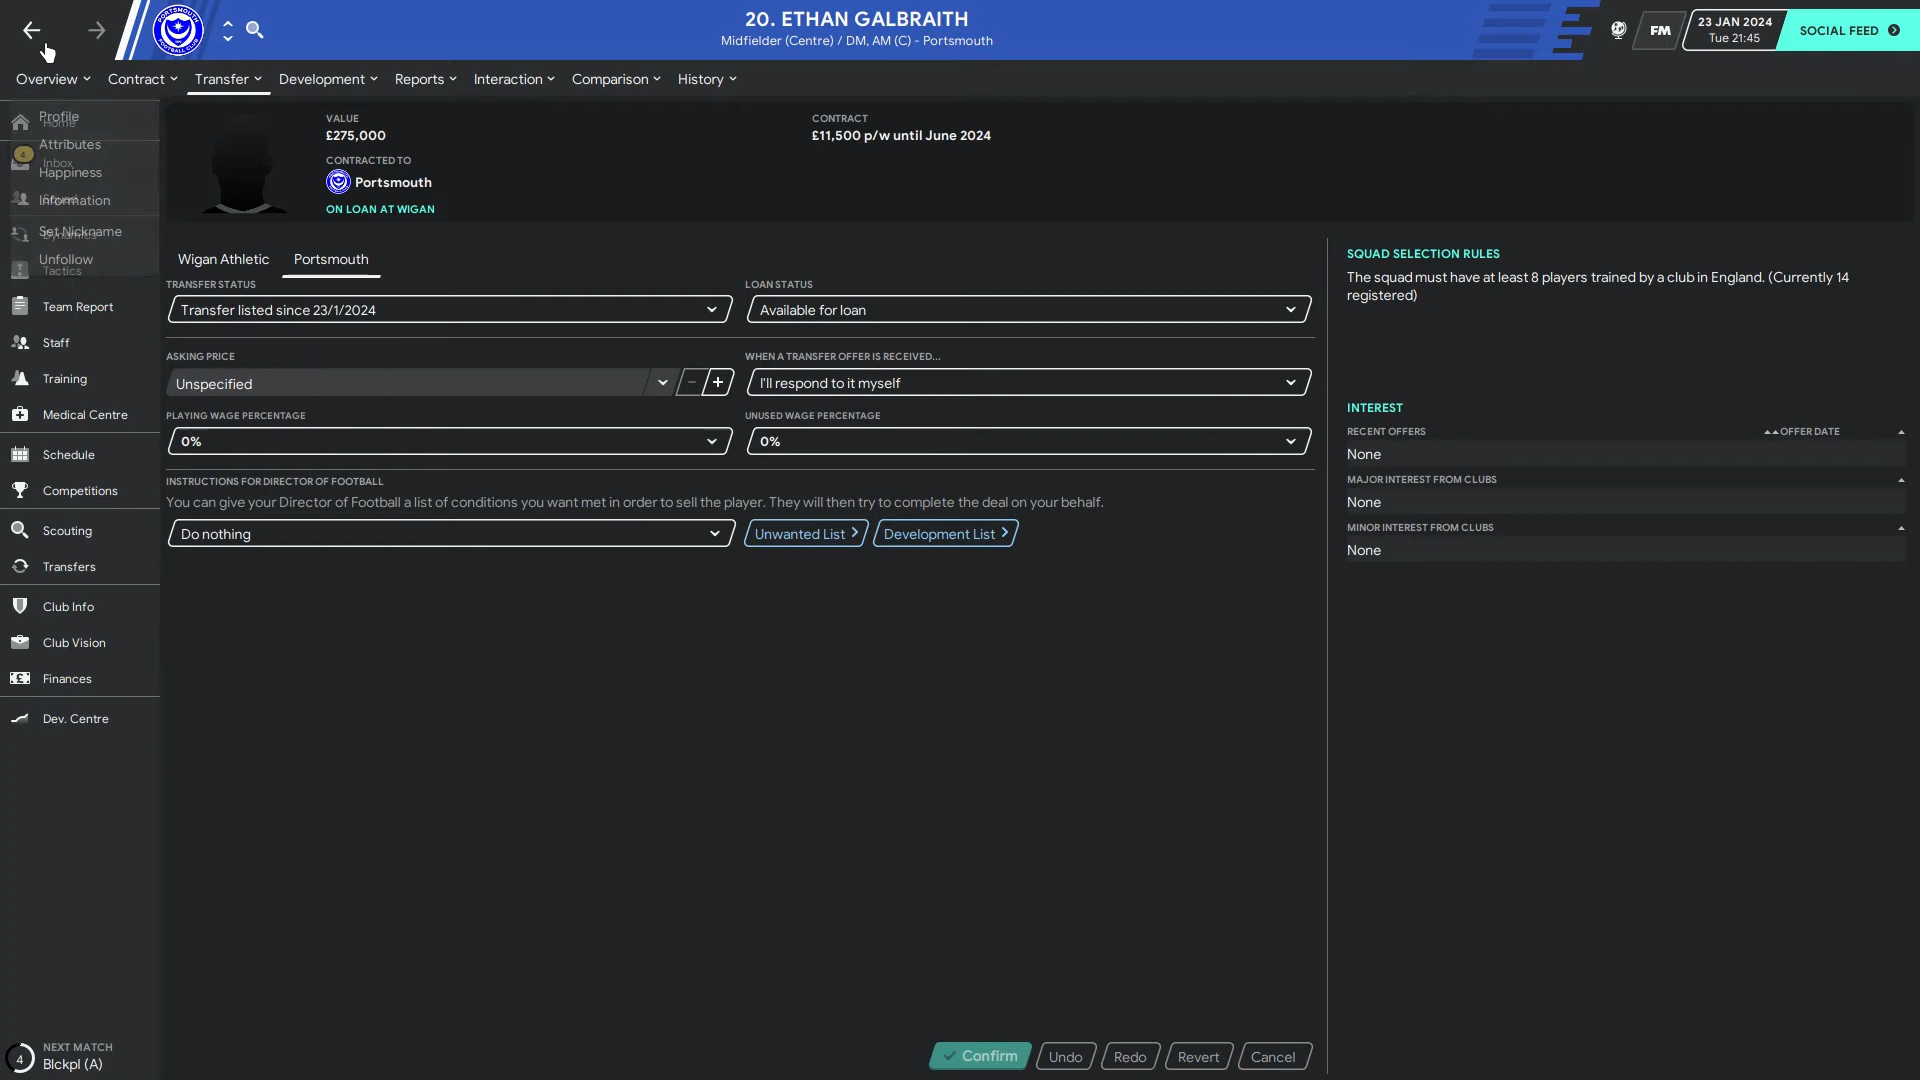 20. ETHAN GALBRAITH
Midfielder (Centre) / DM, AM (C) - Portsmouth
FM
23 JAN 2024
Tue 21:45
SOCIAL FEED
Overview
Contract
Transfer
Development
Reports
Interaction
Comparison
History
Profile
Home
Attributes
4
Inbox
Happiness
Information
Set Nickname
Dynamics
Unfollow
Tactics
Team Report
Staff
Training
Medical Centre
Schedule
Competitions
Scouting
Transfers
Club Info
Club Vision
Finances
Dev. Centre
4
NEXT MATCH
Blckpl (A)
VALUE
£275,000
CONTRACTED TO
Portsmouth
ON LOAN AT WIGAN
CONTRACT
£11,500 p/w until June 2024
Wigan Athletic
Portsmouth
TRANSFER STATUS
Transfer listed since 23/1/2024
LOAN STATUS
Available for loan
ASKING PRICE
Unspecified
WHEN A TRANSFER OFFER IS RECEIVED...
I'll respond to it myself
PLAYING WAGE PERCENTAGE
0%
UNUSED WAGE PERCENTAGE
0%
INSTRUCTIONS FOR DIRECTOR OF FOOTBALL
You can give your Director of Football a list of conditions you want met in order to sell the player. They will then try to complete the deal on your behalf.
Do nothing
Unwanted List
Development List
SQUAD SELECTION RULES
The squad must have at least 8 players trained by a club in England. (Currently 14
registered)
INTEREST
RECENT OFFERS
OFFER DATE
None
MAJOR INTEREST FROM CLUBS
None
MINOR INTEREST FROM CLUBS
None
Confirm
Undo
Redo
Revert
Cancel